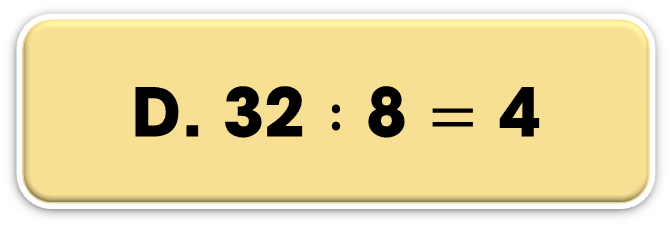 D. 32 : 8 = 4